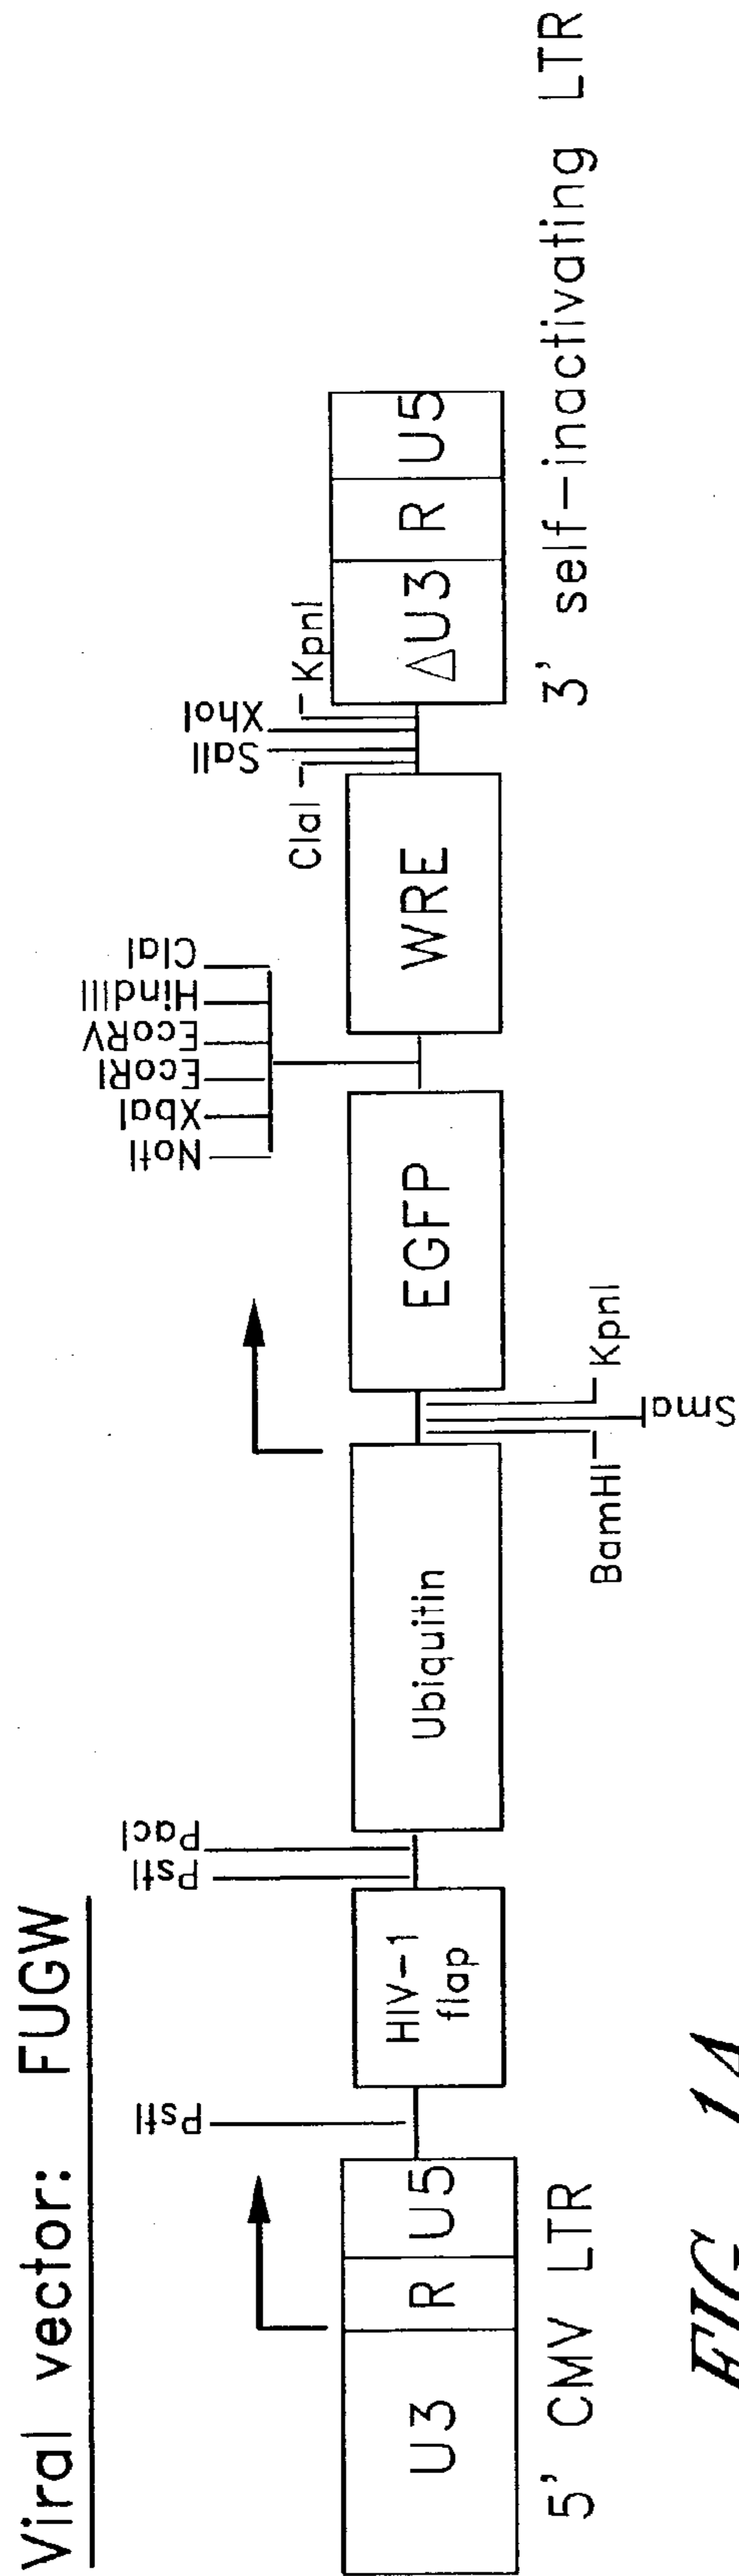 Viral vector: FUGW
U3
R
U5
5' CMV LTR
PstI
HIV-1
flap
PstI
PacI
Ubiquitin
BamHI
SmaI
KpnI
EGFP
NotI
XbaI
EcoRI
EcoRV
HindIII
ClaI
WRE
ClaI
SalI
XhoI
KpnI
ΔU3
R
U5
3' self-inactivating LTR
FIG. 1A